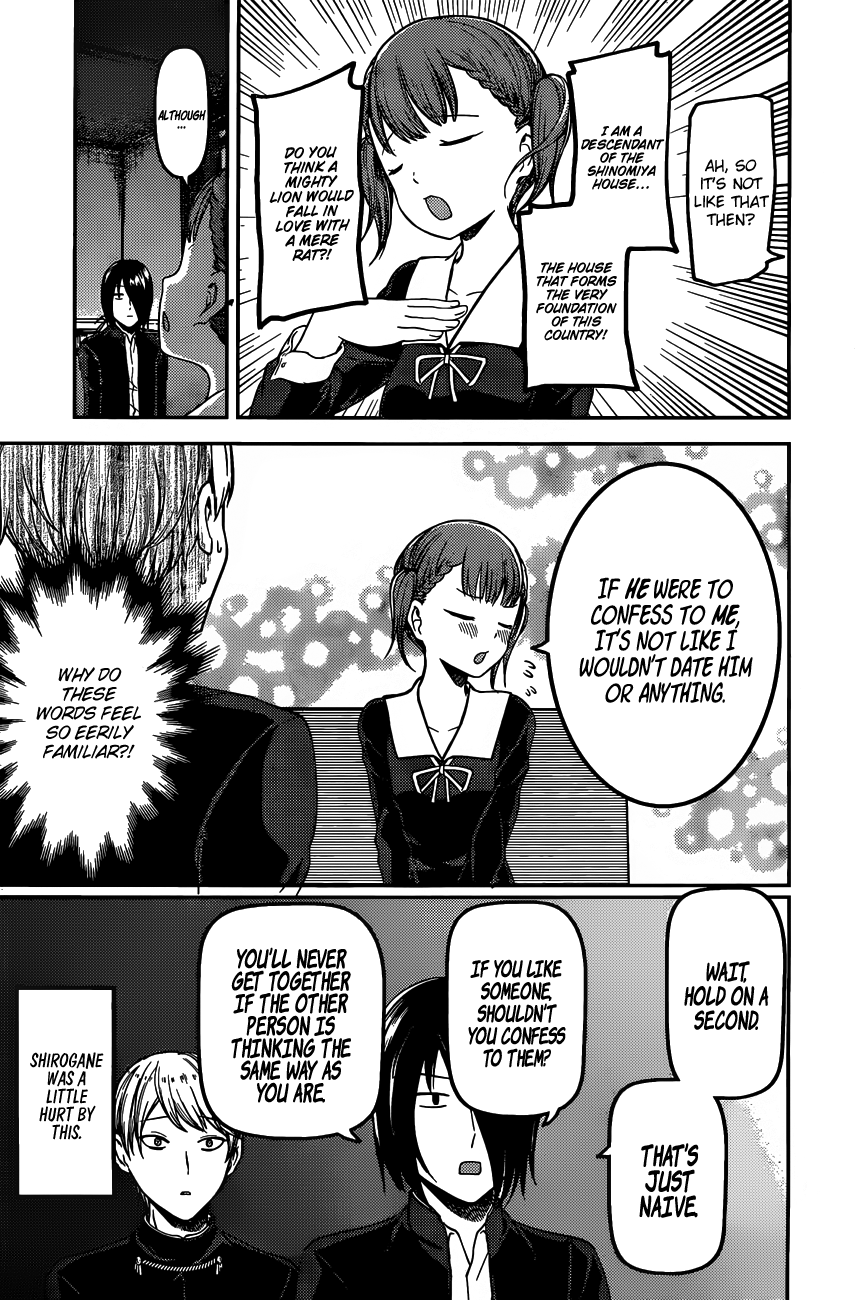 AH, SO
IT'S NOT
LIKE THAT
THEN?
I AM A
DESCENDANT
OF THE
SHINOMIYA
HOUSE...
THE HOUSE
THAT FORMS
THE VERY
FOUNDATION
OF THIS
COUNTRY!
DO YOU
THINK A
MIGHTY
LION WOULD
FALL IN
LOVE WITH
A MERE
RAT?!
ALTHOUGH
...
IF HE WERE TO
CONFESS TO ME,
IT'S NOT LIKE I
WOULDN'T DATE HIM
OR ANYTHING.
WHY DO
THESE
WORDS FEEL
SO EERILY
FAMILIAR?!
WAIT,
HOLD ON A
SECOND.
THAT'S
JUST
NAIVE.
IF YOU LIKE
SOMEONE,
SHOULDN'T
YOU CONFESS
TO THEM?
YOU'LL NEVER
GET TOGETHER
IF THE OTHER
PERSON IS
THINKING THE
SAME WAY AS
YOU ARE.
SHIROGANE
WAS A
LITTLE
HURT BY
THIS.